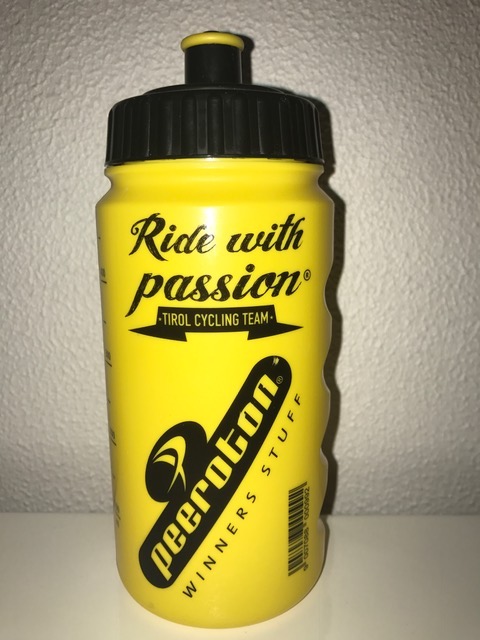 Ride with
passion®
·TIROL CYCLING TEAM·
peeroton®
WINNERS STUFF